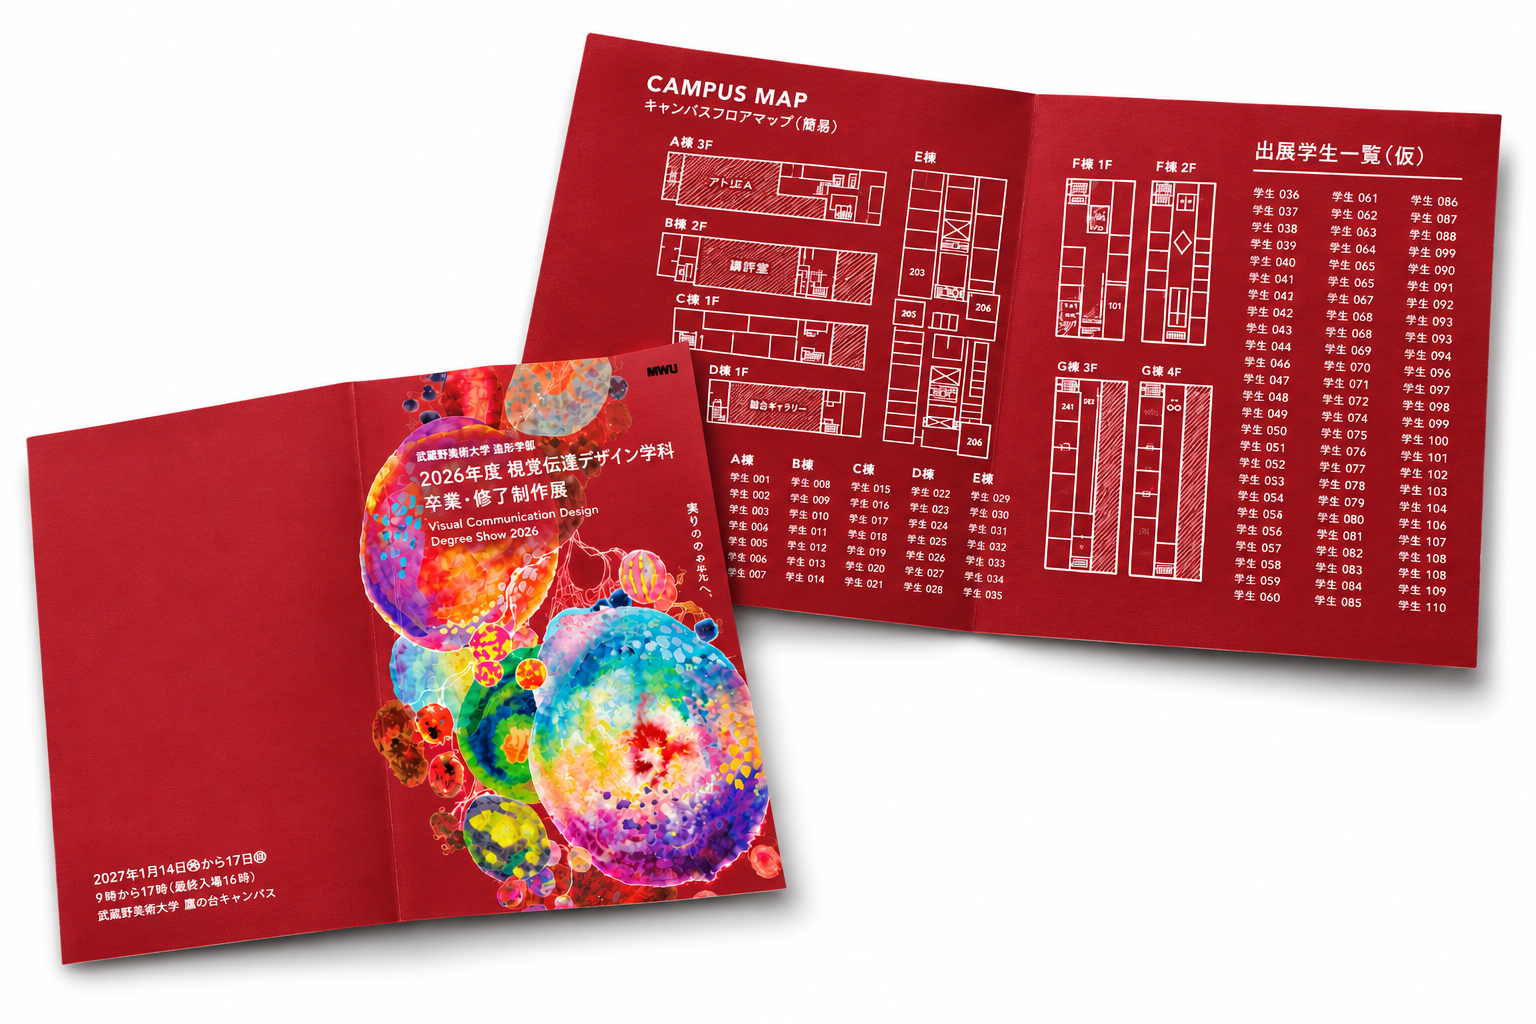 MWU
武蔵野美術大学 造形学部
2026年度 視覚伝達デザイン学科
卒業・修了制作展
Visual Communication Design
Degree Show 2026
実りの
2027年1月14日㊍から17日㊐
9時から17時(最終入場16時)
武蔵野美術大学 鷹の台キャンパス
CAMPUS MAP
キャンパスフロアマップ(簡易)
A棟 3F
アトリエA
B棟 2F
講評室
C棟 1F
D棟 1F
総合ギャラリー
E棟
203
205
206
206
F棟 1F
101
F棟 2F
G棟 3F
241
G棟 4F
A棟
学生 001
学生 002
学生 003
学生 004
学生 005
学生 006
学生 007
B棟
学生 008
学生 009
学生 010
学生 011
学生 012
学生 013
学生 014
C棟
学生 015
学生 016
学生 017
学生 018
学生 019
学生 020
学生 021
D棟
学生 022
学生 023
学生 024
学生 025
学生 026
学生 027
学生 028
E棟
学生 029
学生 030
学生 031
学生 032
学生 033
学生 034
学生 035
出展学生一覧(仮)
学生 036
学生 037
学生 038
学生 039
学生 040
学生 041
学生 042
学生 042
学生 043
学生 044
学生 046
学生 047
学生 048
学生 049
学生 050
学生 051
学生 052
学生 053
学生 054
学生 056
学生 056
学生 057
学生 058
学生 059
学生 060
学生 061
学生 062
学生 063
学生 064
学生 065
学生 065
学生 067
学生 068
学生 068
学生 069
学生 070
学生 071
学生 072
学生 074
学生 075
学生 076
学生 077
学生 078
学生 079
学生 080
学生 081
学生 082
学生 083
学生 084
学生 085
学生 086
学生 087
学生 088
学生 099
学生 090
学生 091
学生 092
学生 093
学生 094
学生 096
学生 097
学生 098
学生 099
学生 100
学生 101
学生 102
学生 103
学生 104
学生 106
学生 107
学生 108
学生 108
学生 109
学生 110